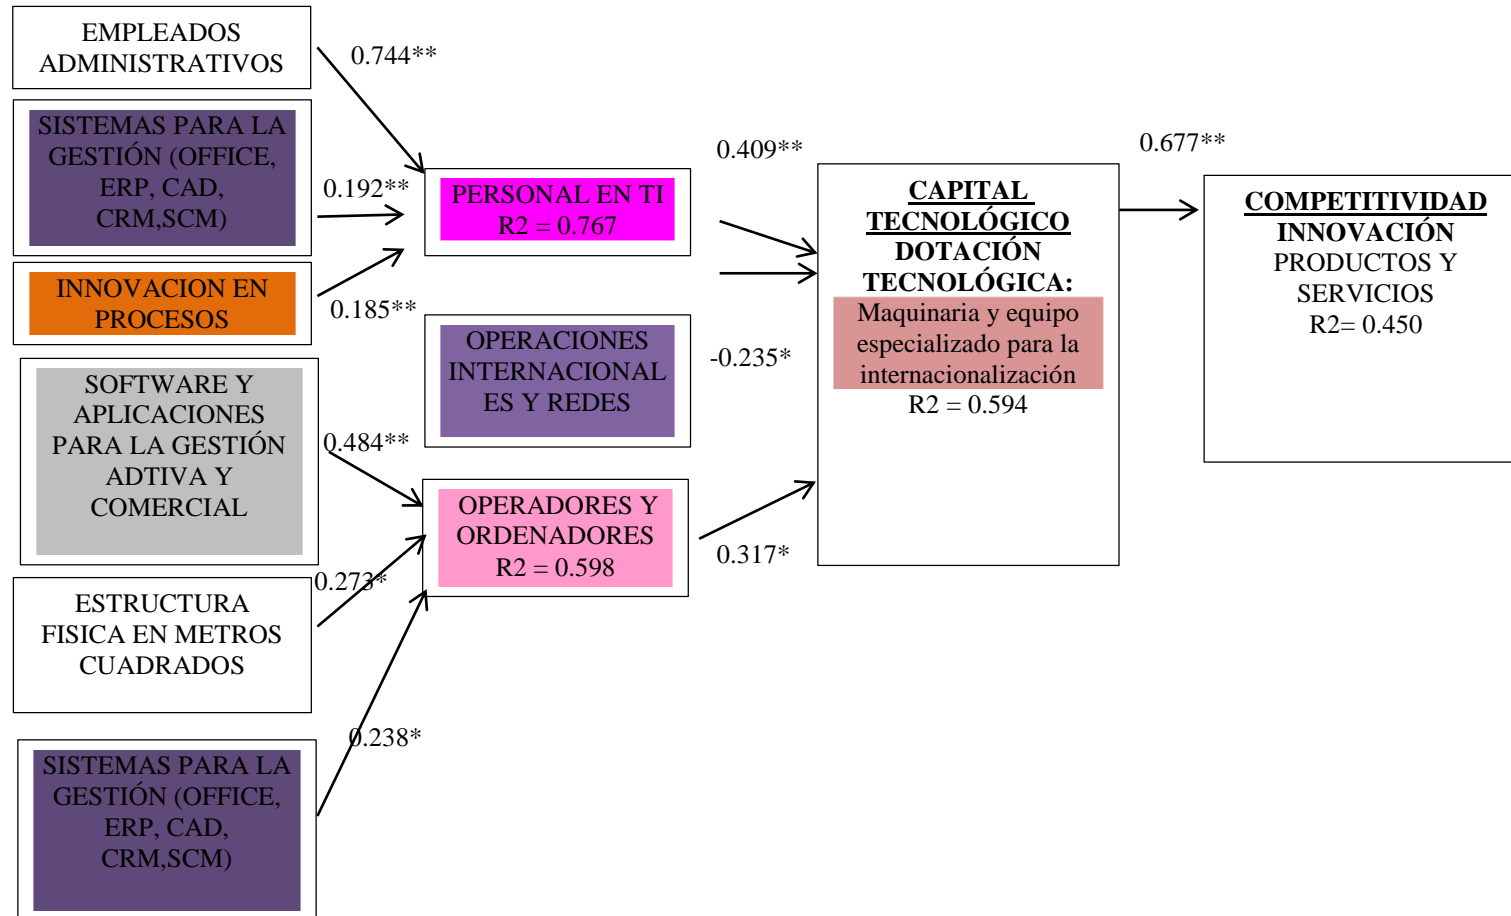 EMPLEADOS
ADMINISTRATIVOS
0.744**
SISTEMAS PARA LA
GESTIÓN (OFFICE,
ERP, CAD,
CRM,SCM)
0.192**
INNOVACION EN
PROCESOS
0.185**
SOFTWARE Y
APLICACIONES
PARA LA GESTIÓN
ADTIVA Y
COMERCIAL
0.484**
ESTRUCTURA
FISICA EN METROS
CUADRADOS
0.273*
SISTEMAS PARA LA
GESTIÓN (OFFICE,
ERP, CAD,
CRM,SCM)
0.238*
PERSONAL EN TI
R2 = 0.767
0.409**
OPERACIONES
INTERNACIONAL
ES Y REDES
-0.235*
OPERADORES Y
ORDENADORES
R2 = 0.598
0.317*
CAPITAL
TECNOLÓGICO
DOTACIÓN
TECNOLÓGICA:
Maquinaria y equipo
especializado para la
internacionalización
R2 = 0.594
0.677**
COMPETITIVIDAD
INNOVACIÓN
PRODUCTOS Y
SERVICIOS
R2= 0.450